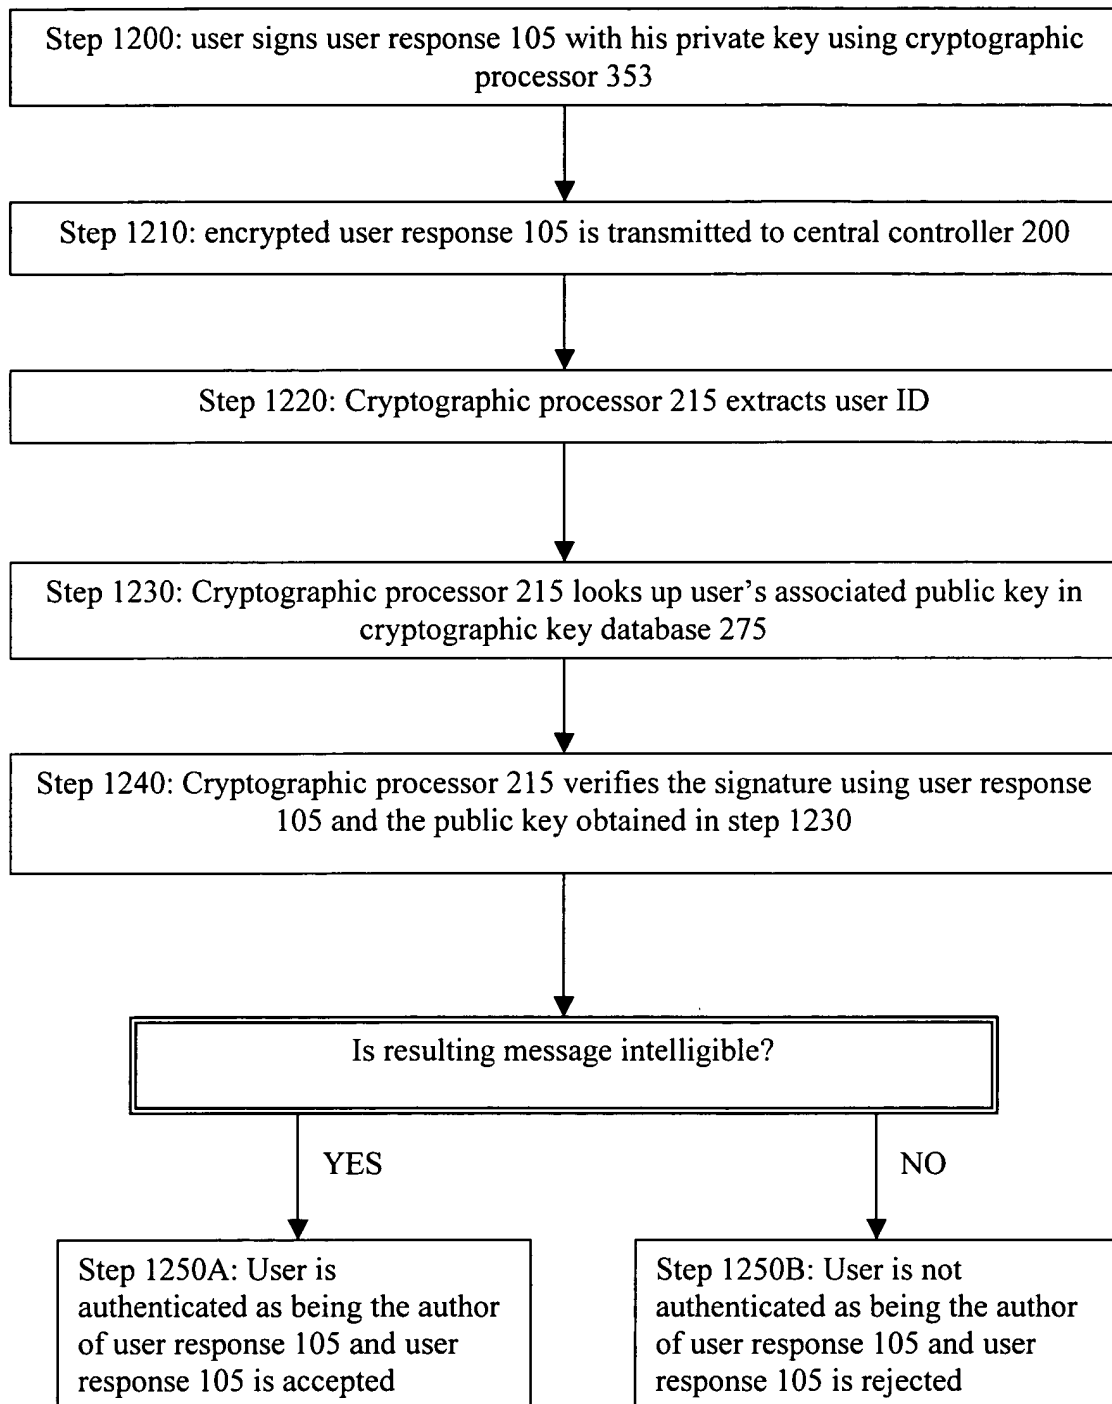 Step 1200: user signs user response 105 with his private key using cryptographic
processor 353
Step 1210: encrypted user response 105 is transmitted to central controller 200
Step 1220: Cryptographic processor 215 extracts user ID
Step 1230: Cryptographic processor 215 looks up user's associated public key in
cryptographic key database 275
Step 1240: Cryptographic processor 215 verifies the signature using user response
105 and the public key obtained in step 1230
Is resulting message intelligible?
YES
NO
Step 1250A: User is
authenticated as being the author
of user response 105 and user
response 105 is accepted
Step 1250B: User is not
authenticated as being the author
of user response 105 and user
response 105 is rejected